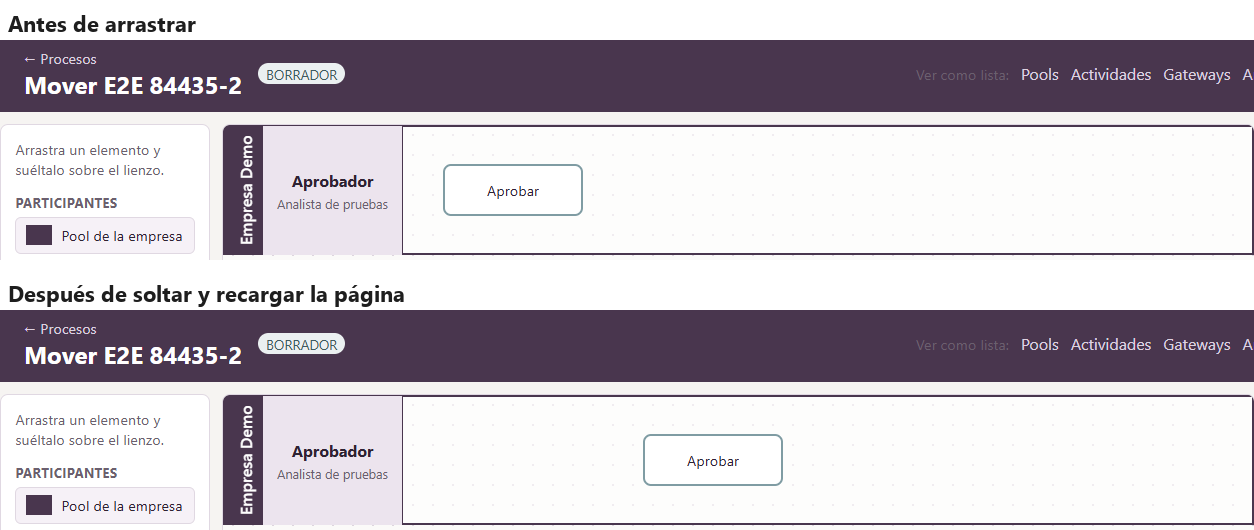 Antes de arrastrar
← Procesos
Mover E2E 84435-2
BORRADOR
Ver como lista: Pools Actividades Gateways A
Arrastra un elemento y
suéltalo sobre el lienzo.
PARTICIPANTES
Pool de la empresa
Empresa Demo
Aprobador
Analista de pruebas
Aprobar
Después de soltar y recargar la página
← Procesos
Mover E2E 84435-2
BORRADOR
Ver como lista: Pools Actividades Gateways A
Arrastra un elemento y
suéltalo sobre el lienzo.
PARTICIPANTES
Pool de la empresa
Empresa Demo
Aprobador
Analista de pruebas
Aprobar